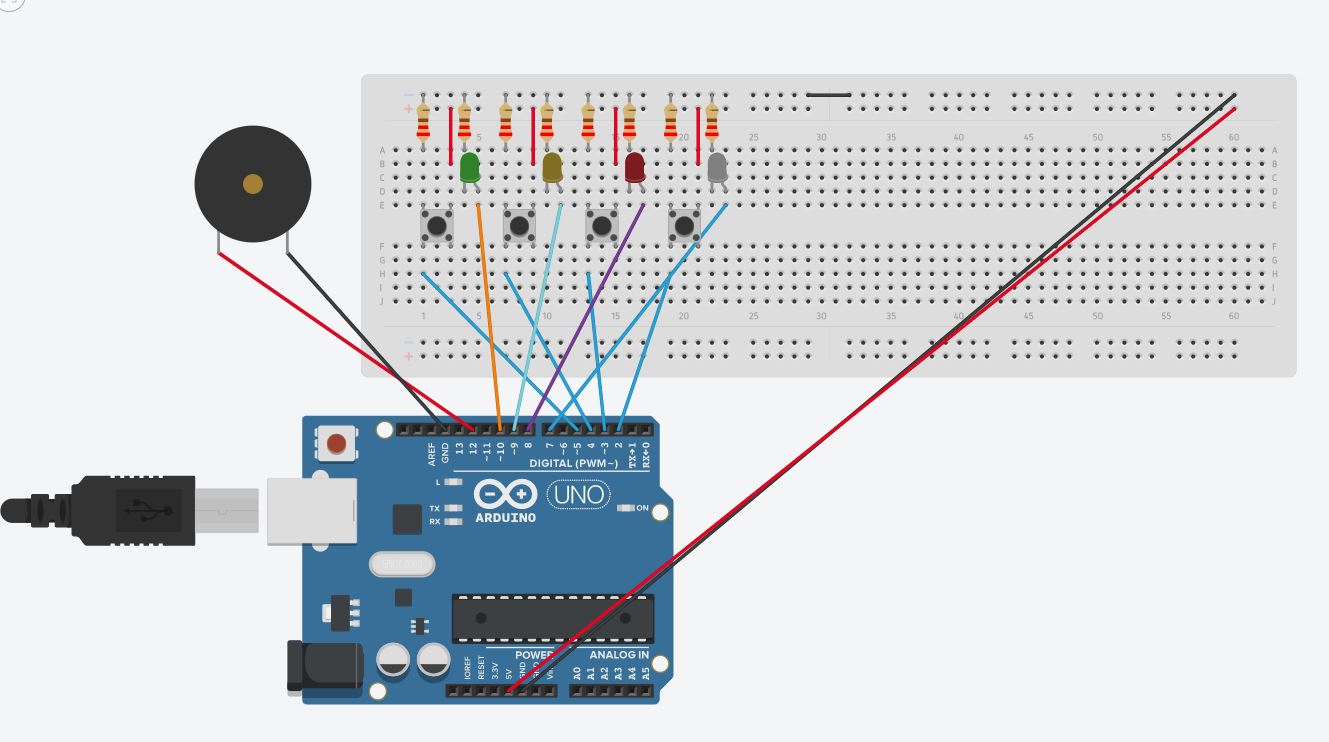 − −
+ +
5 10 15 20 25 30 35 40 45 50 55 60
A A
B B
C C
D D
E E
F F
G G
H H
I I
J J
1 5 10 15 20 25 30 35 40 45 50 55 60
− −
+ +
AREF GND 13 12 ~11 ~10 ~9 8 7 ~6 ~5 4 ~3 2 TX→1 RX←0
DIGITAL (PWM~)
L
TX
RX
ARDUINO
UNO
ON
POWER ANALOG IN
IOREF RESET 3.3V 5V GND GND Vin A0 A1 A2 A3 A4 A5